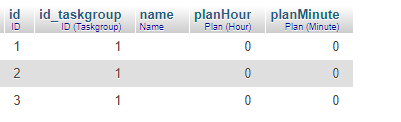 id id_taskgroup name planHour planMinute
ID ID (Taskgroup) Name Plan (Hour) Plan (Minute)
1 1 0 0
2 1 0 0
3 1 0 0